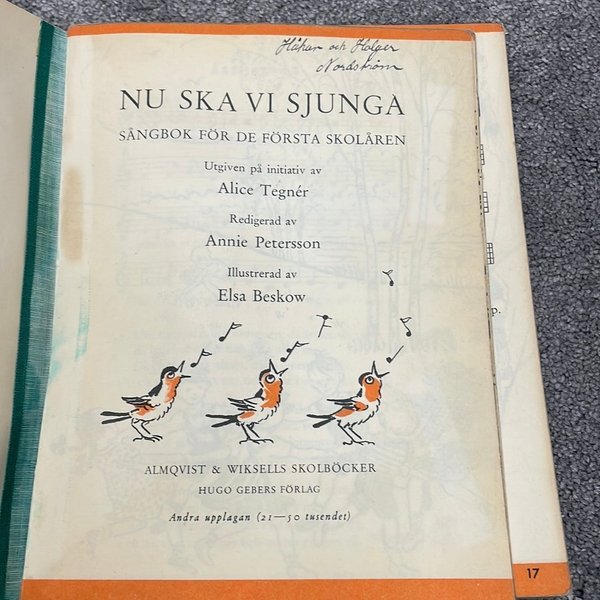 Håkan och Holger
Nordström
NU SKA VI SJUNGA
SÅNGBOK FÖR DE FÖRSTA SKOLÅREN
Utgiven på initiativ av
Alice Tegnér
Redigerad av
Annie Petersson
Illustrerad av
Elsa Beskow
p.
ALMQVIST & WIKSELLS SKOLBÖCKER
HUGO GEBERS FÖRLAG
Andra upplagan (21—50 tusendet)
17